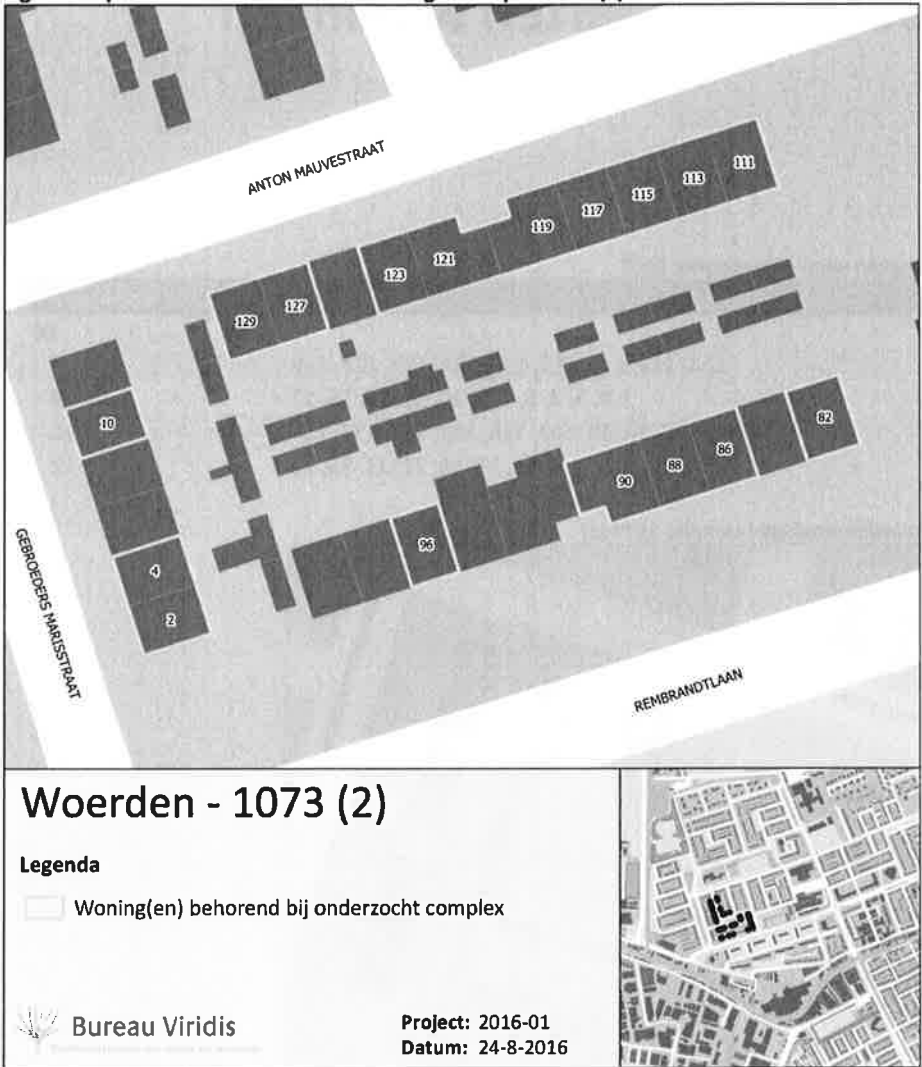 ANTON MAUVESTRAAT
111
113
115
117
119
121
123
127
129
10
4
2
82
86
88
90
96
GEBROEDERS MARISSTRAAT
REMBRANDTLAAN
Woerden - 1073 (2)
Legenda
Woning(en) behorend bij onderzocht complex
Bureau Viridis
Project: 2016-01
Datum: 24-8-2016